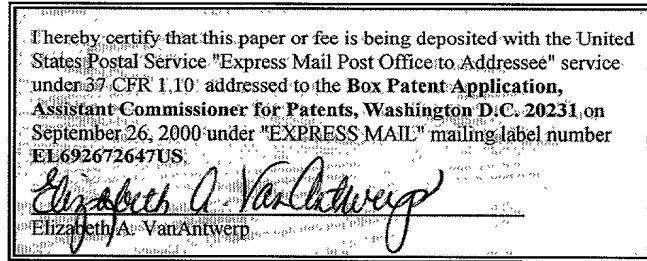 I hereby certify that this paper or fee is being deposited with the United
States Postal Service "Express Mail Post Office to Addressee" service
under 37 CFR 1.10 addressed to the Box Patent Application,
Assistant Commissioner for Patents, Washington D.C. 20231 on
September 26, 2000 under "EXPRESS MAIL" mailing label number
EL692672647US.
Elizabeth A. VanAntwerp
Elizabeth A. VanAntwerp